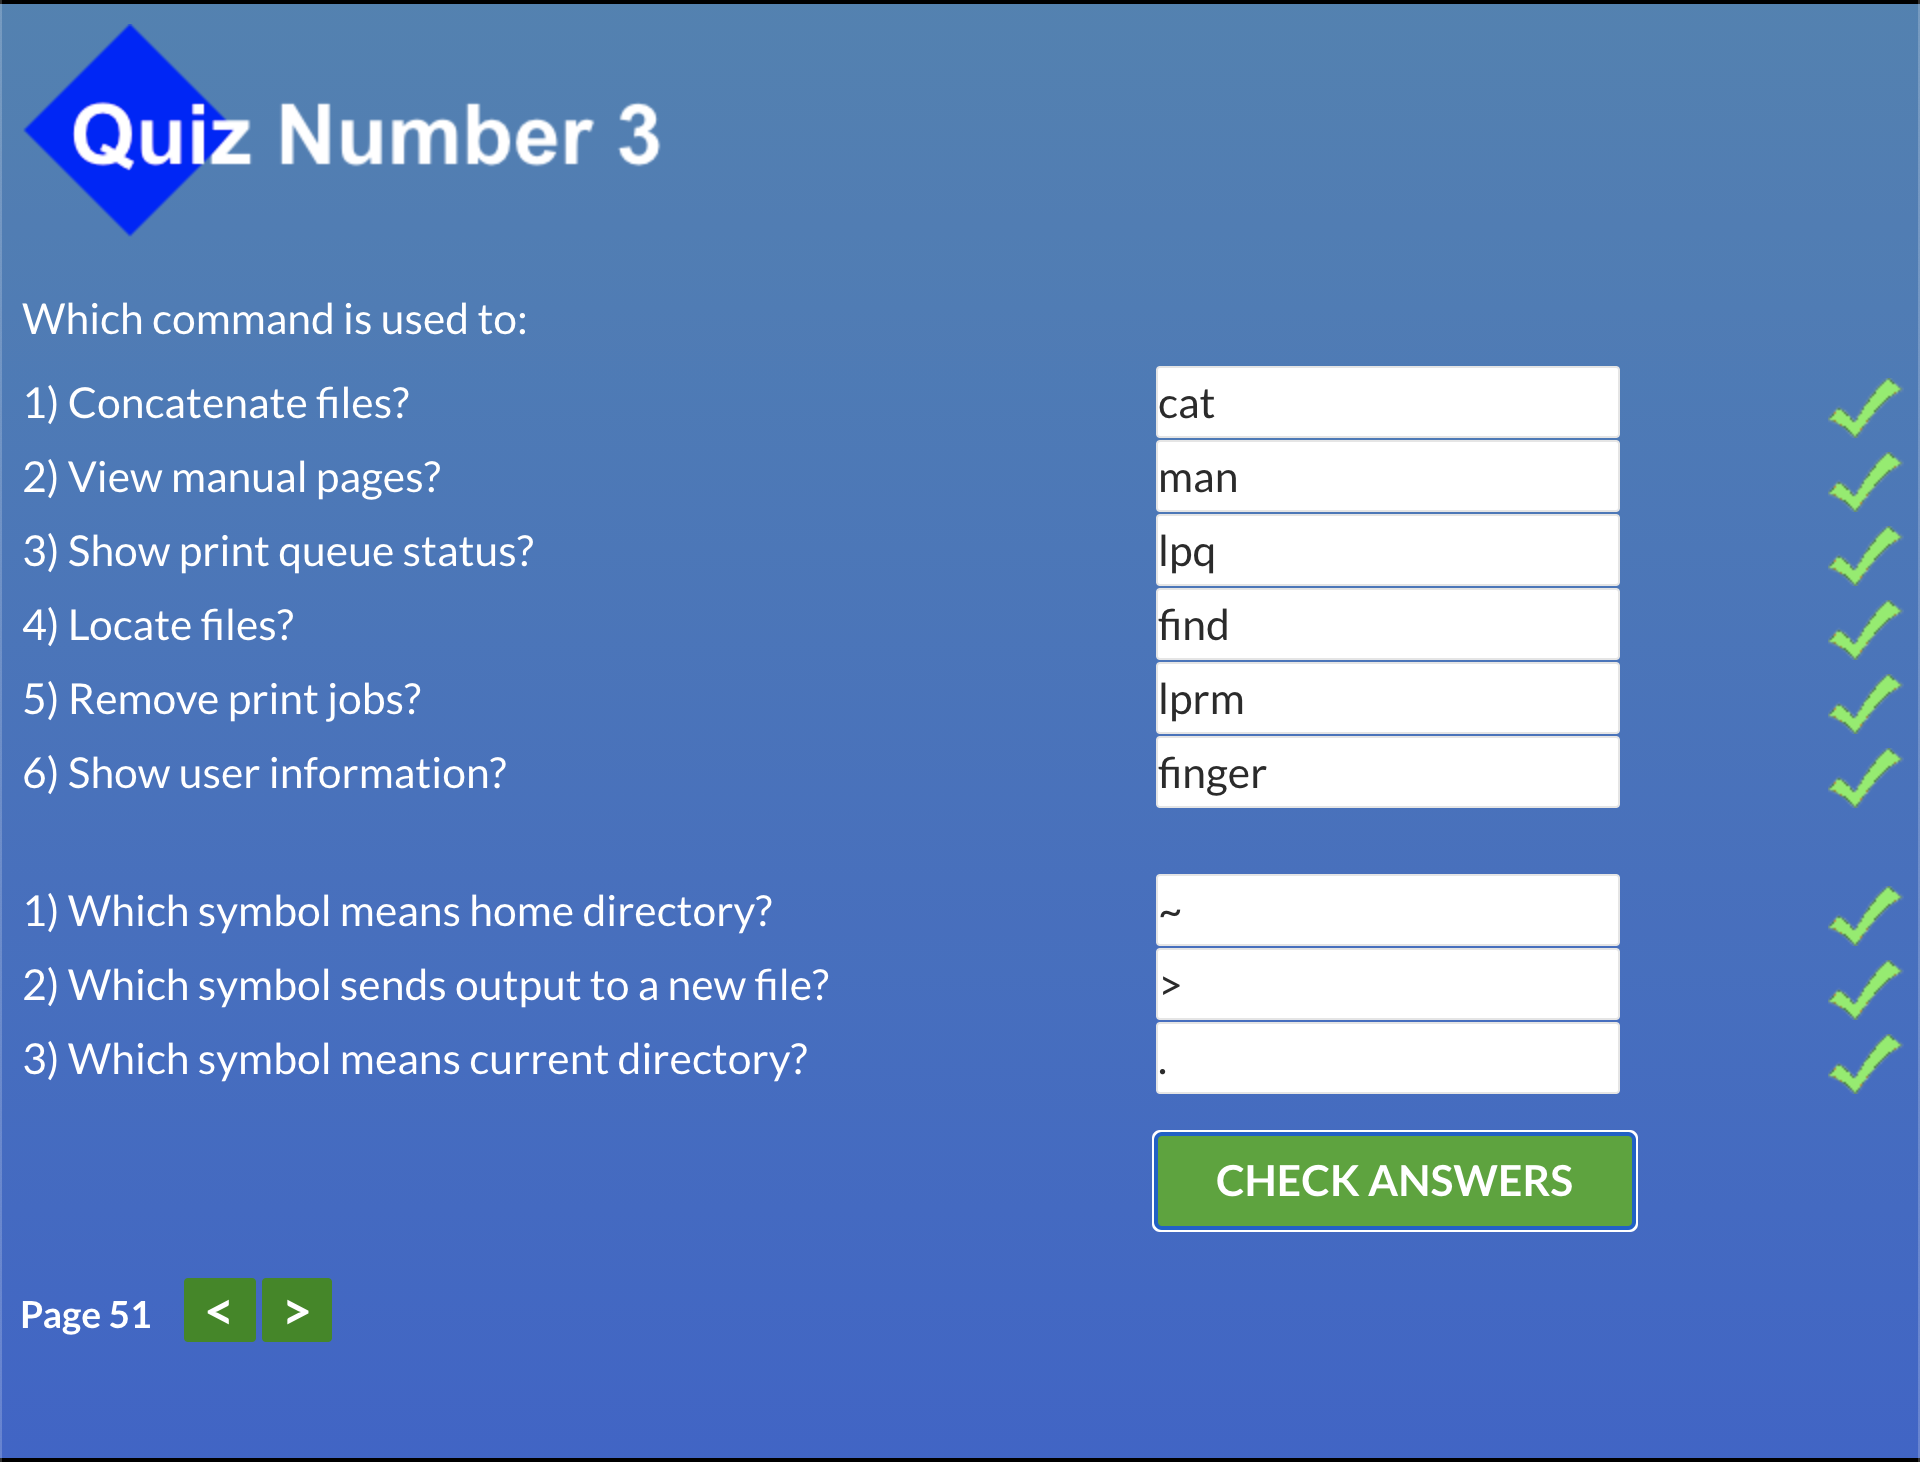 Quiz Number 3
Which command is used to:
1) Concatenate files? cat
2) View manual pages? man
3) Show print queue status? lpq
4) Locate files? find
5) Remove print jobs? lprm
6) Show user information? finger
1) Which symbol means home directory? ~
2) Which symbol sends output to a new file? >
3) Which symbol means current directory? .
CHECK ANSWERS
Page 51 < >